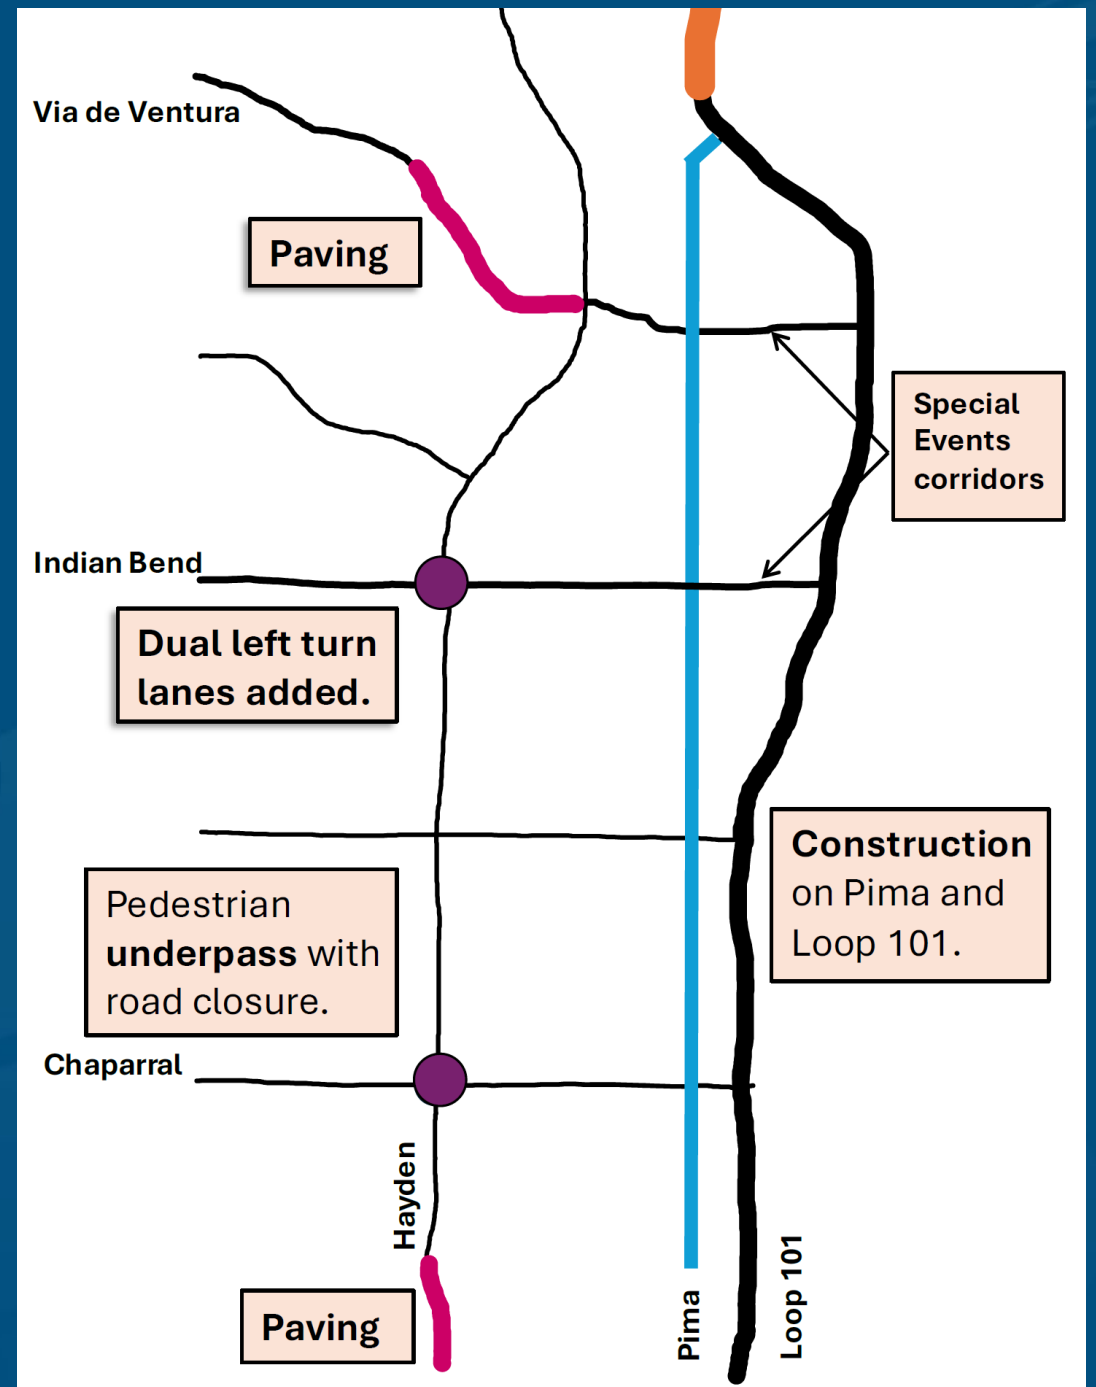 Via de Ventura
Paving
Special
Events
corridors
Indian Bend
Dual left turn
lanes added.
Construction
on Pima and
Loop 101.
Pedestrian
underpass with
road closure.
Chaparral
Hayden
Paving
Pima
Loop 101